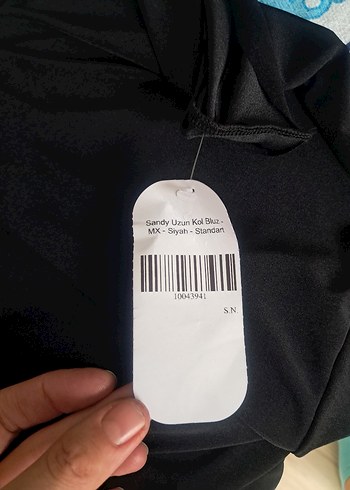 Sandy Uzun Kol Bluz -
MX - Siyah - Standart
10043941
S.N